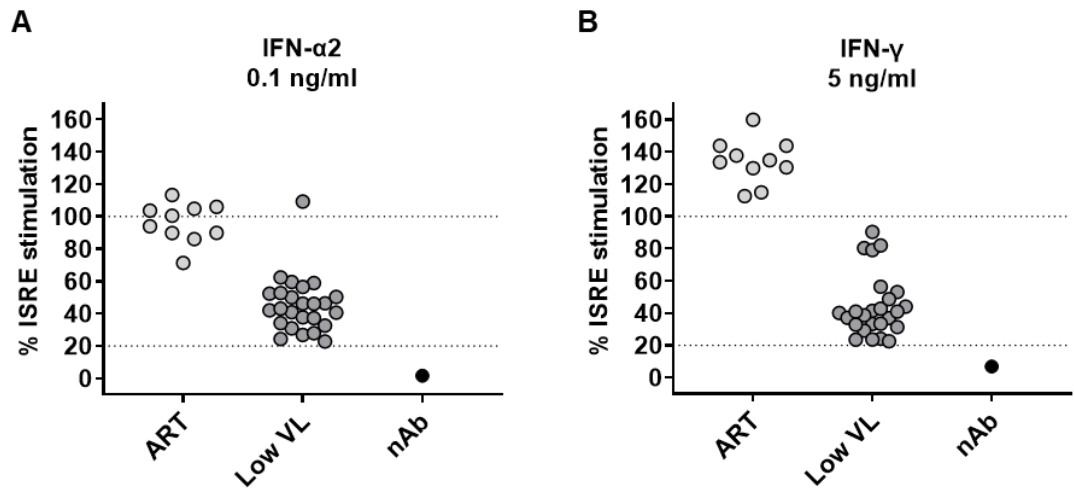 A
IFN-α2
0.1 ng/ml
% ISRE stimulation
160
140
120
100
80
60
40
20
0
ART
Low VL
nAb
B
IFN-γ
5 ng/ml
% ISRE stimulation
160
140
120
100
80
60
40
20
0
ART
Low VL
nAb